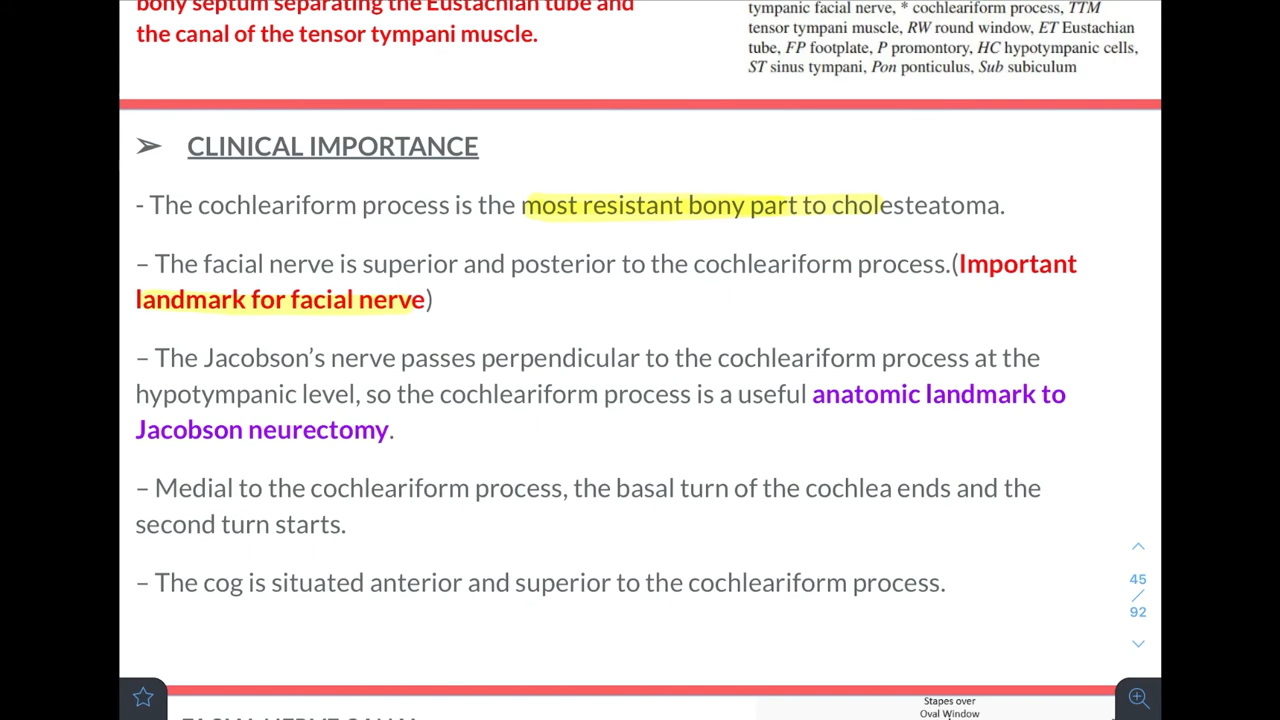 bony septum separating the Eustachian tube and
the canal of the tensor tympani muscle.
tympanic facial nerve, * cochleariform process, TTM
tensor tympani muscle, RW round window, ET Eustachian
tube, FP footplate, P promontory, HC hypotympanic cells,
ST sinus tympani, Pon ponticulus, Sub subiculum
➢ CLINICAL IMPORTANCE
- The cochleariform process is the most resistant bony part to cholesteatoma.
– The facial nerve is superior and posterior to the cochleariform process.(Important
landmark for facial nerve)
– The Jacobson’s nerve passes perpendicular to the cochleariform process at the
hypotympanic level, so the cochleariform process is a useful anatomic landmark to
Jacobson neurectomy.
– Medial to the cochleariform process, the basal turn of the cochlea ends and the
second turn starts.
– The cog is situated anterior and superior to the cochleariform process.
45
/
92
FACIAL NERVE CANAL
Stapes over
Oval Window